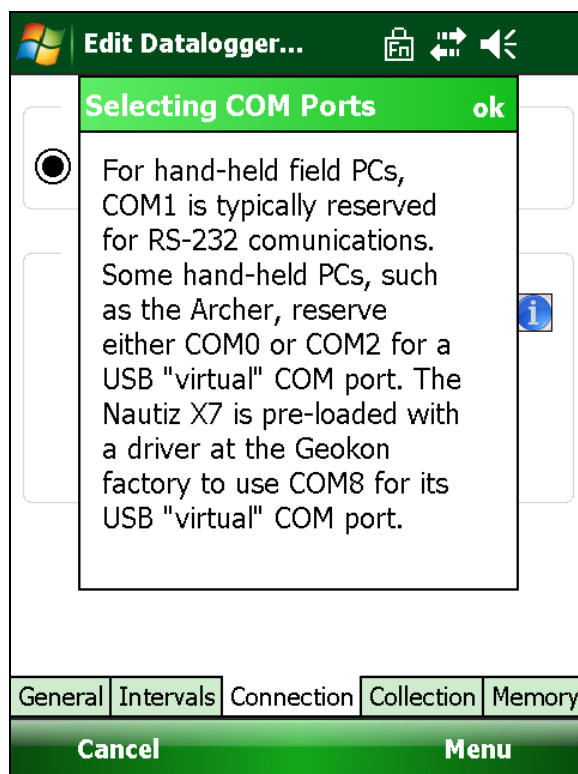 Edit Datalogger...
Fn
Selecting COM Ports ok
For hand-held field PCs,
COM1 is typically reserved
for RS-232 comunications.
Some hand-held PCs, such
as the Archer, reserve
either COM0 or COM2 for a
USB "virtual" COM port. The
Nautiz X7 is pre-loaded with
a driver at the Geokon
factory to use COM8 for its
USB "virtual" COM port.
i
General Intervals Connection Collection Memory
Cancel Menu